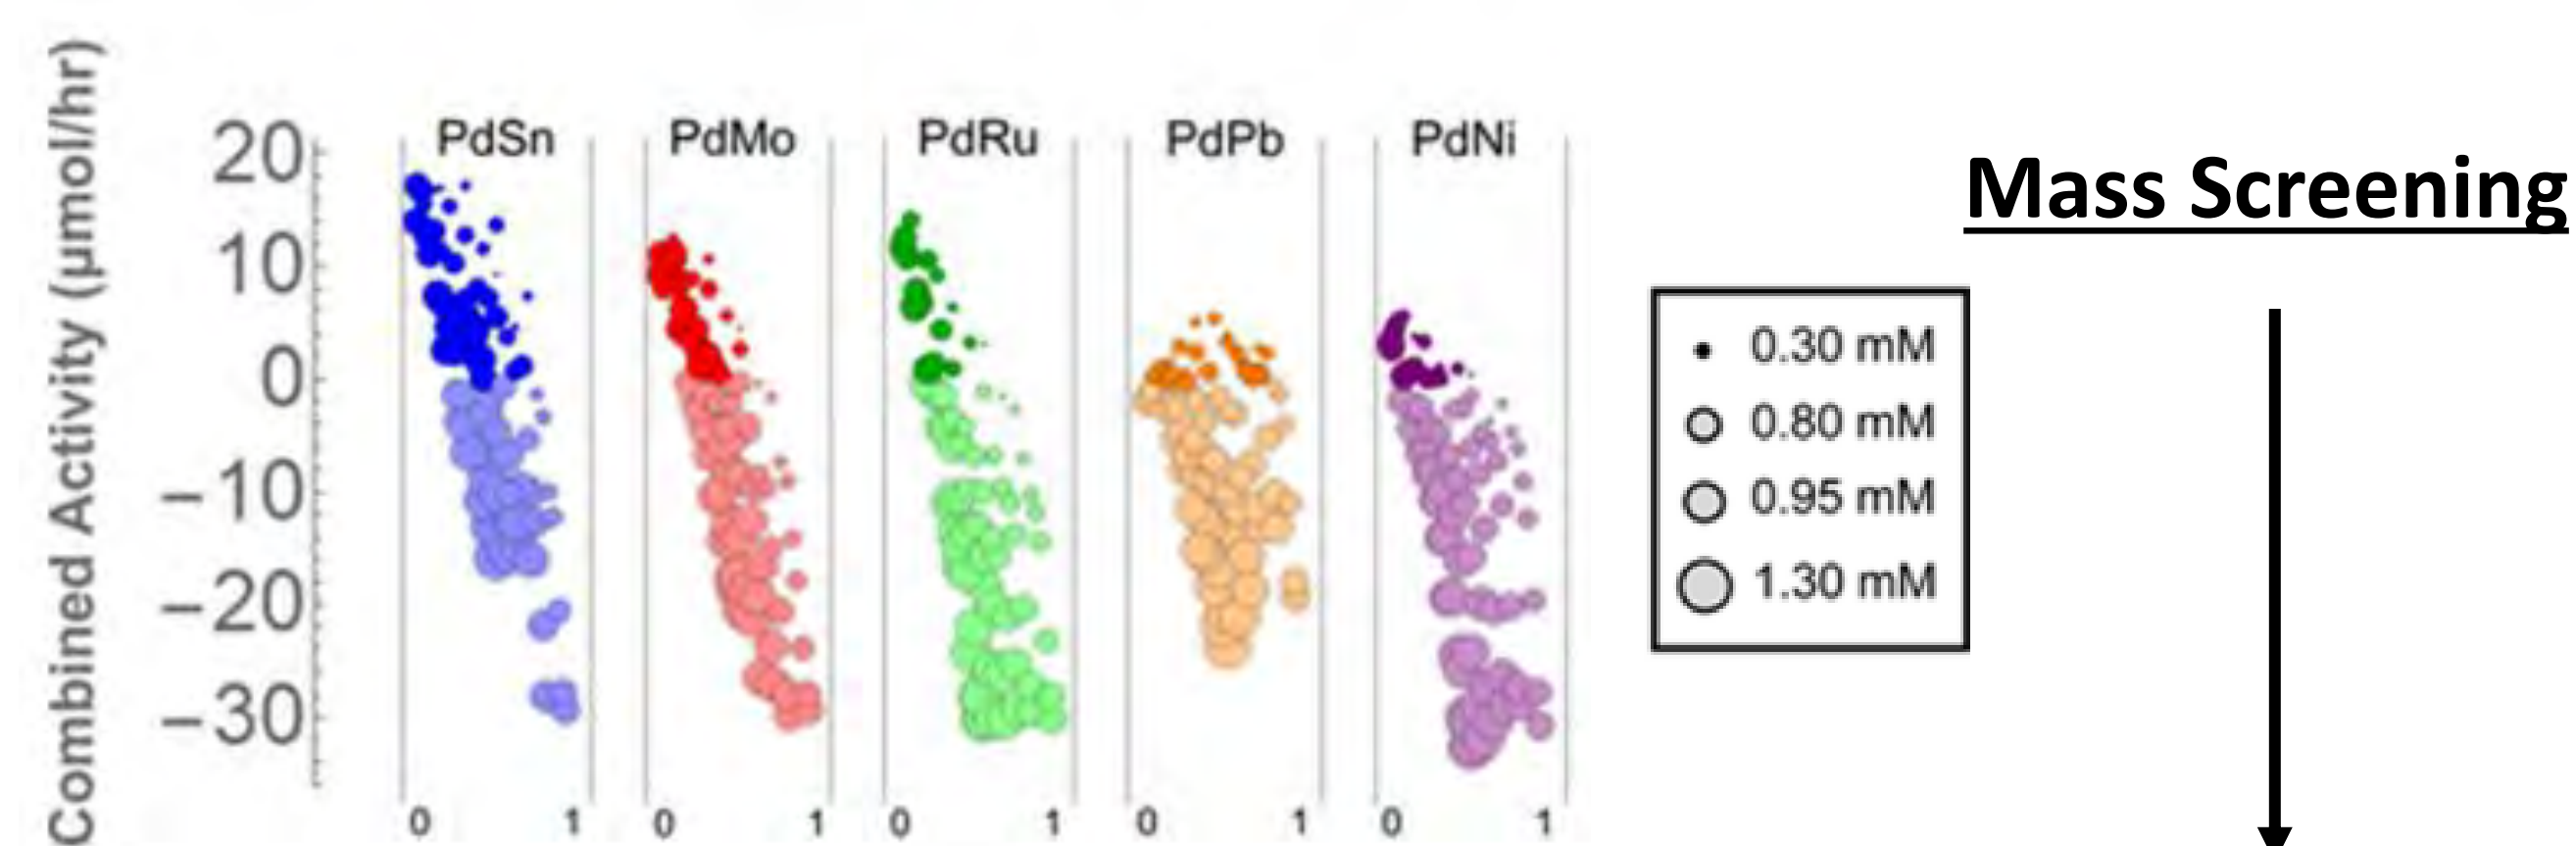 Combined Activity (µmol/hr)
20
10
0
−10
−20
−30
PdSn
PdMo
PdRu
PdPb
PdNi
0 1
0 1
0 1
0 1
0 1
0.30 mM
0.80 mM
0.95 mM
1.30 mM
Mass Screening